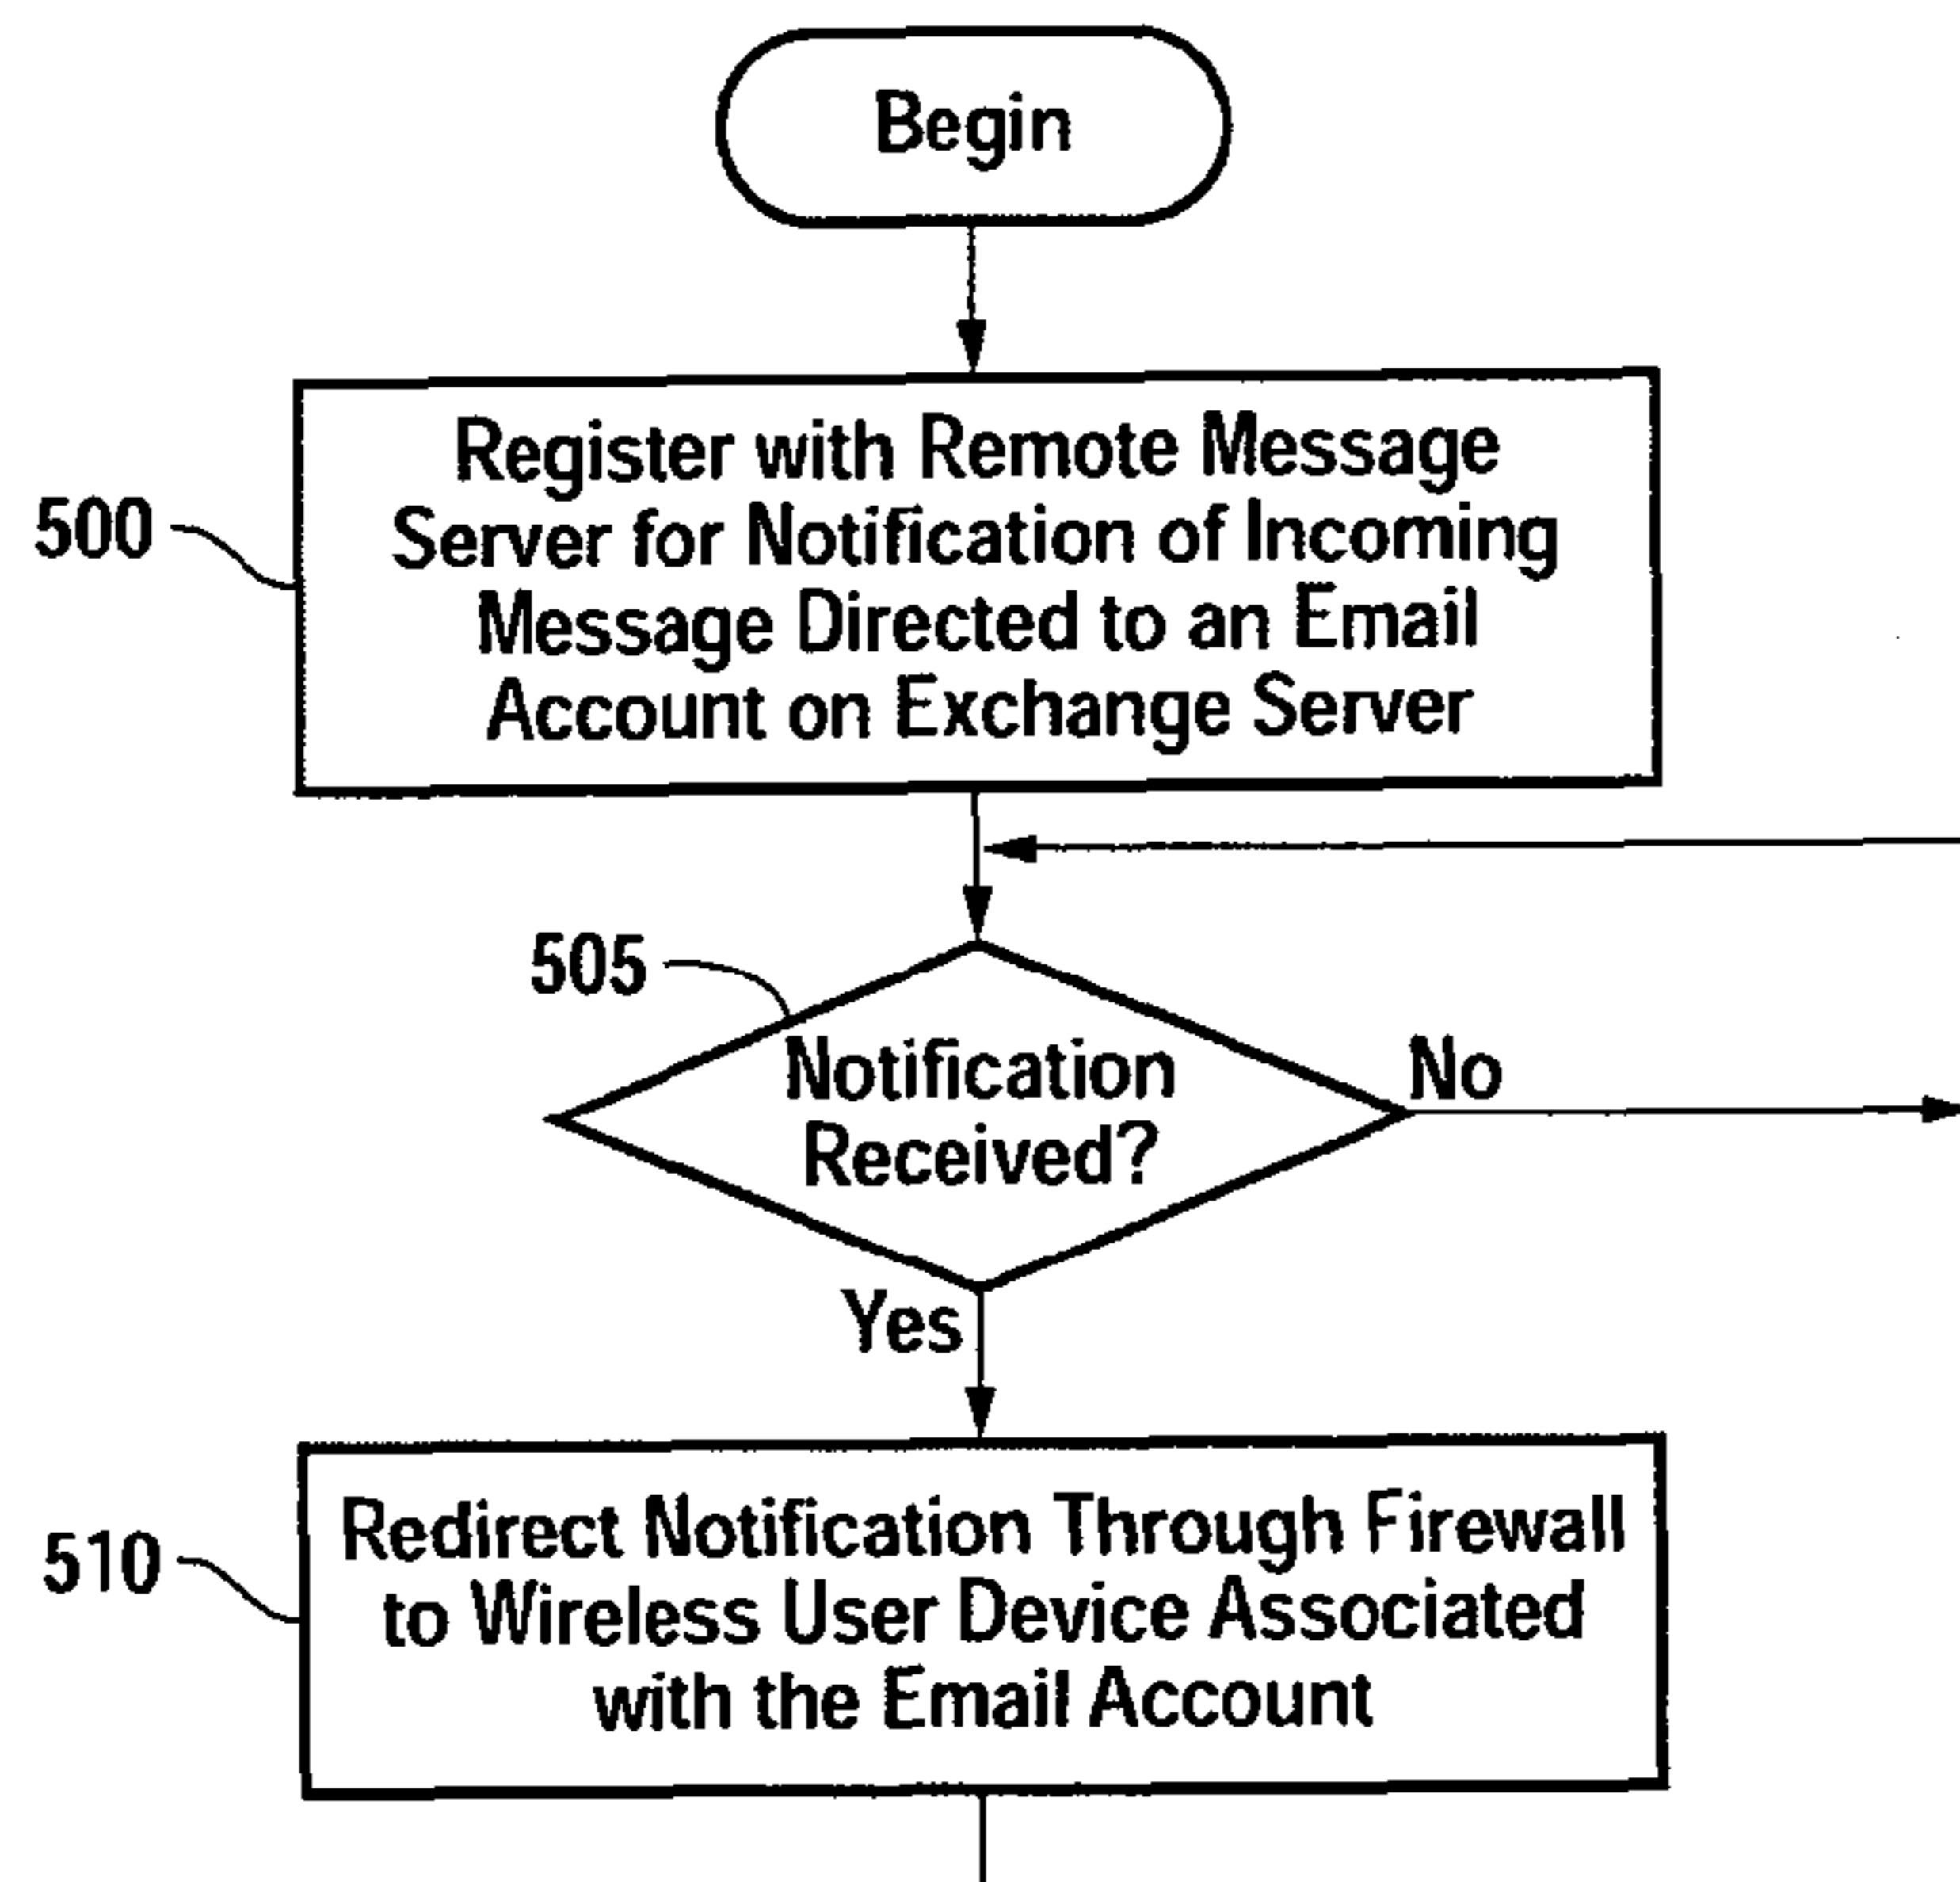 Begin
500
Register with Remote Message
Server for Notification of Incoming
Message Directed to an Email
Account on Exchange Server
505
Notification
Received?
No
Yes
510
Redirect Notification Through Firewall
to Wireless User Device Associated
with the Email Account